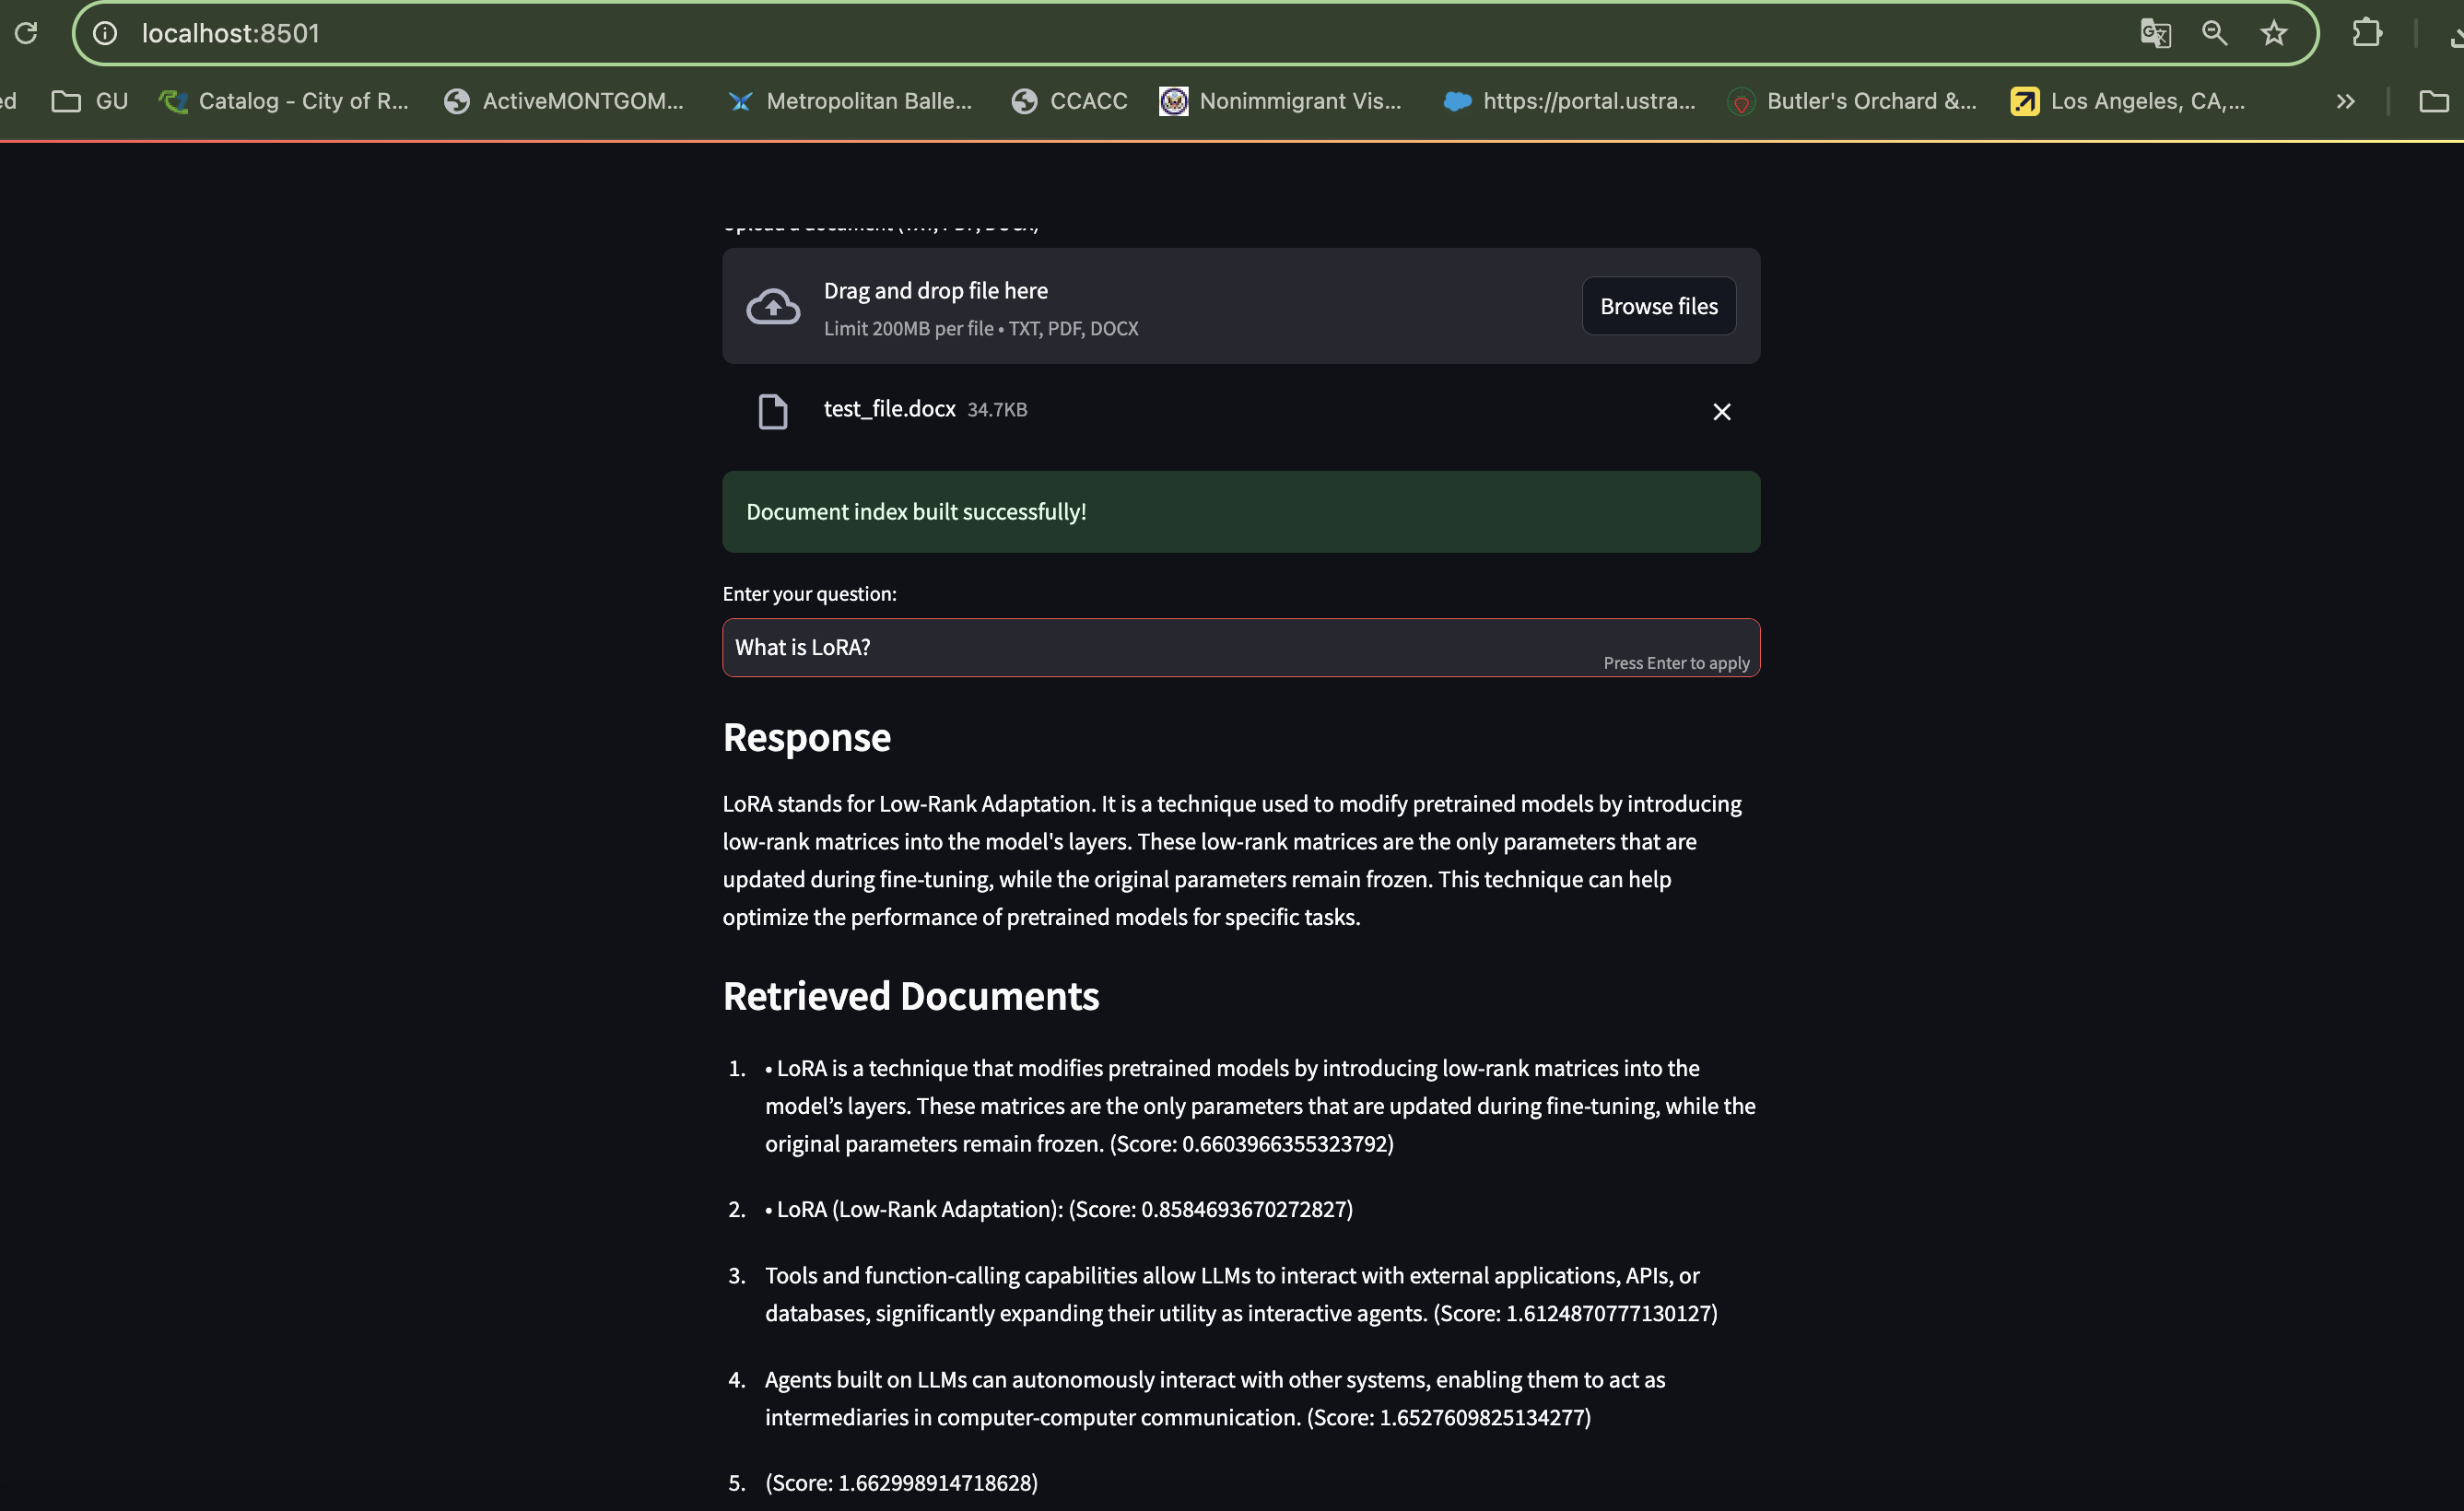 localhost:8501
ed GU Catalog - City of R... ActiveMONTGOM... Metropolitan Balle... CCACC Nonimmigrant Vis... https://portal.ustra... Butler's Orchard &... Los Angeles, CA,... »
Upload a document (TXT, PDF, DOCX)
Drag and drop file here
Limit 200MB per file • TXT, PDF, DOCX
Browse files
test_file.docx 34.7KB
Document index built successfully!
Enter your question:
What is LoRA?
Press Enter to apply
Response
LoRA stands for Low-Rank Adaptation. It is a technique used to modify pretrained models by introducing
low-rank matrices into the model's layers. These low-rank matrices are the only parameters that are
updated during fine-tuning, while the original parameters remain frozen. This technique can help
optimize the performance of pretrained models for specific tasks.
Retrieved Documents
1. • LoRA is a technique that modifies pretrained models by introducing low-rank matrices into the
model’s layers. These matrices are the only parameters that are updated during fine-tuning, while the
original parameters remain frozen. (Score: 0.6603966355323792)
2. • LoRA (Low-Rank Adaptation): (Score: 0.8584693670272827)
3. Tools and function-calling capabilities allow LLMs to interact with external applications, APIs, or
databases, significantly expanding their utility as interactive agents. (Score: 1.6124870777130127)
4. Agents built on LLMs can autonomously interact with other systems, enabling them to act as
intermediaries in computer-computer communication. (Score: 1.6527609825134277)
5. (Score: 1.662998914718628)